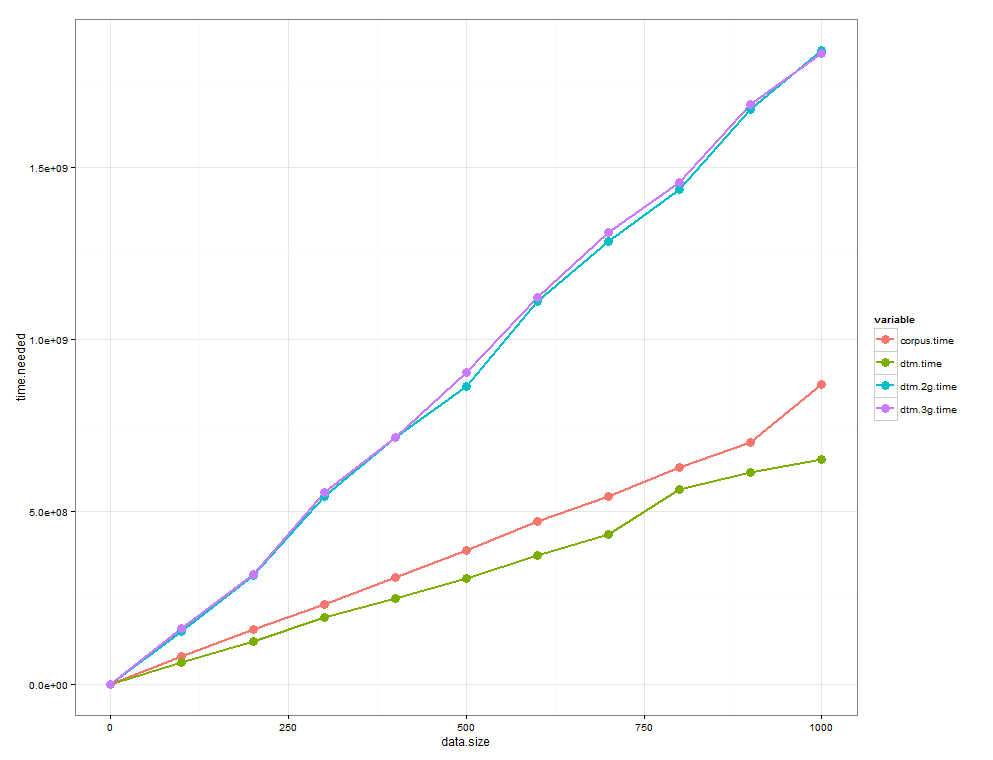 time.needed
1.5e+09
1.0e+09
5.0e+08
0.0e+00
0 250 500 750 1000
data.size
variable
corpus.time
dtm.time
dtm.2g.time
dtm.3g.time